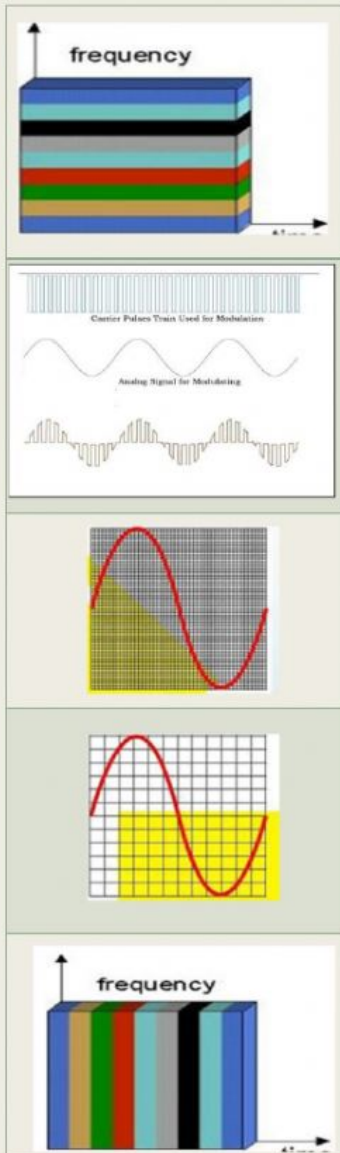 frequency
Carrier Pulses Train Used for Modulation
Analog Signal for Modulating
frequency